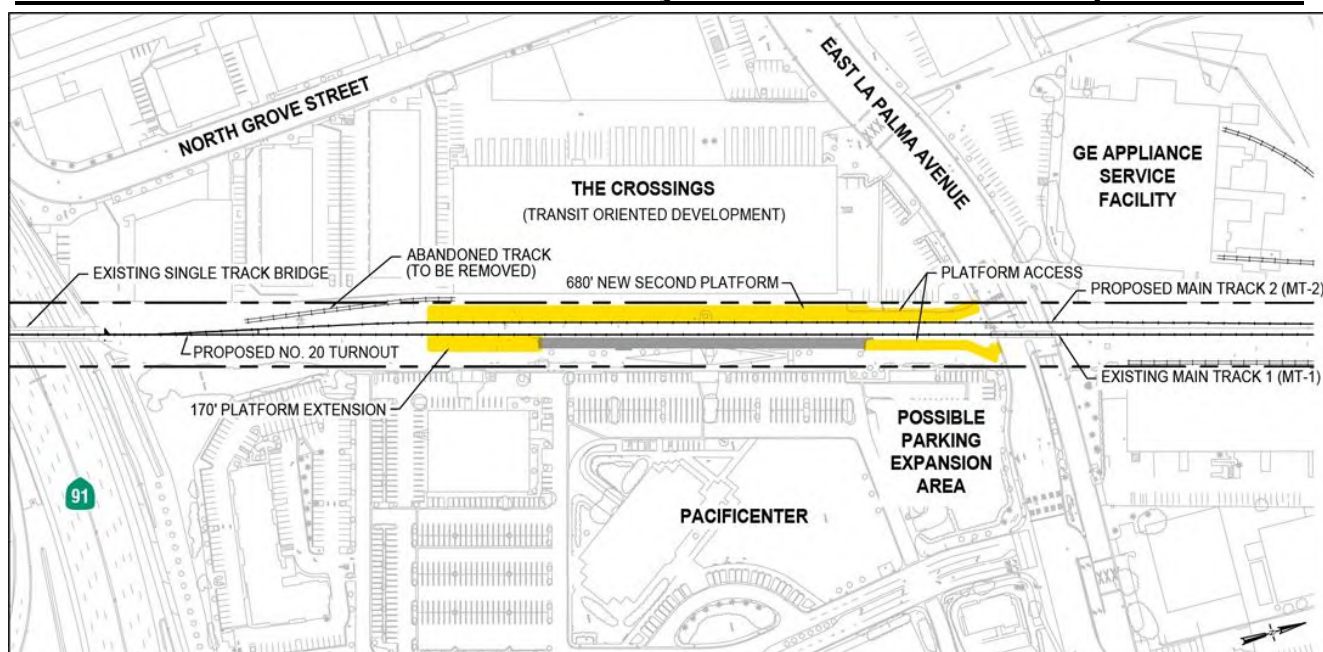 EAST LA PALMA AVENUE
NORTH GROVE STREET
GE APPLIANCE
SERVICE
FACILITY
THE CROSSINGS
(TRANSIT ORIENTED DEVELOPMENT)
ABANDONED TRACK
(TO BE REMOVED)
EXISTING SINGLE TRACK BRIDGE
680' NEW SECOND PLATFORM
PLATFORM ACCESS
PROPOSED MAIN TRACK 2 (MT-2)
PROPOSED NO. 20 TURNOUT
EXISTING MAIN TRACK 1 (MT-1)
170' PLATFORM EXTENSION
POSSIBLE
PARKING
EXPANSION
AREA
91
PACIFICENTER